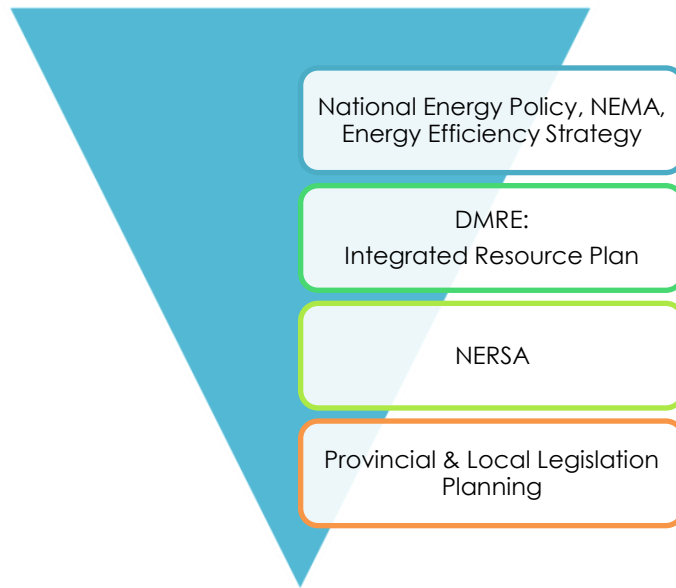 National Energy Policy, NEMA,
Energy Efficiency Strategy
DMRE:
Integrated Resource Plan
NERSA
Provincial & Local Legislation
Planning